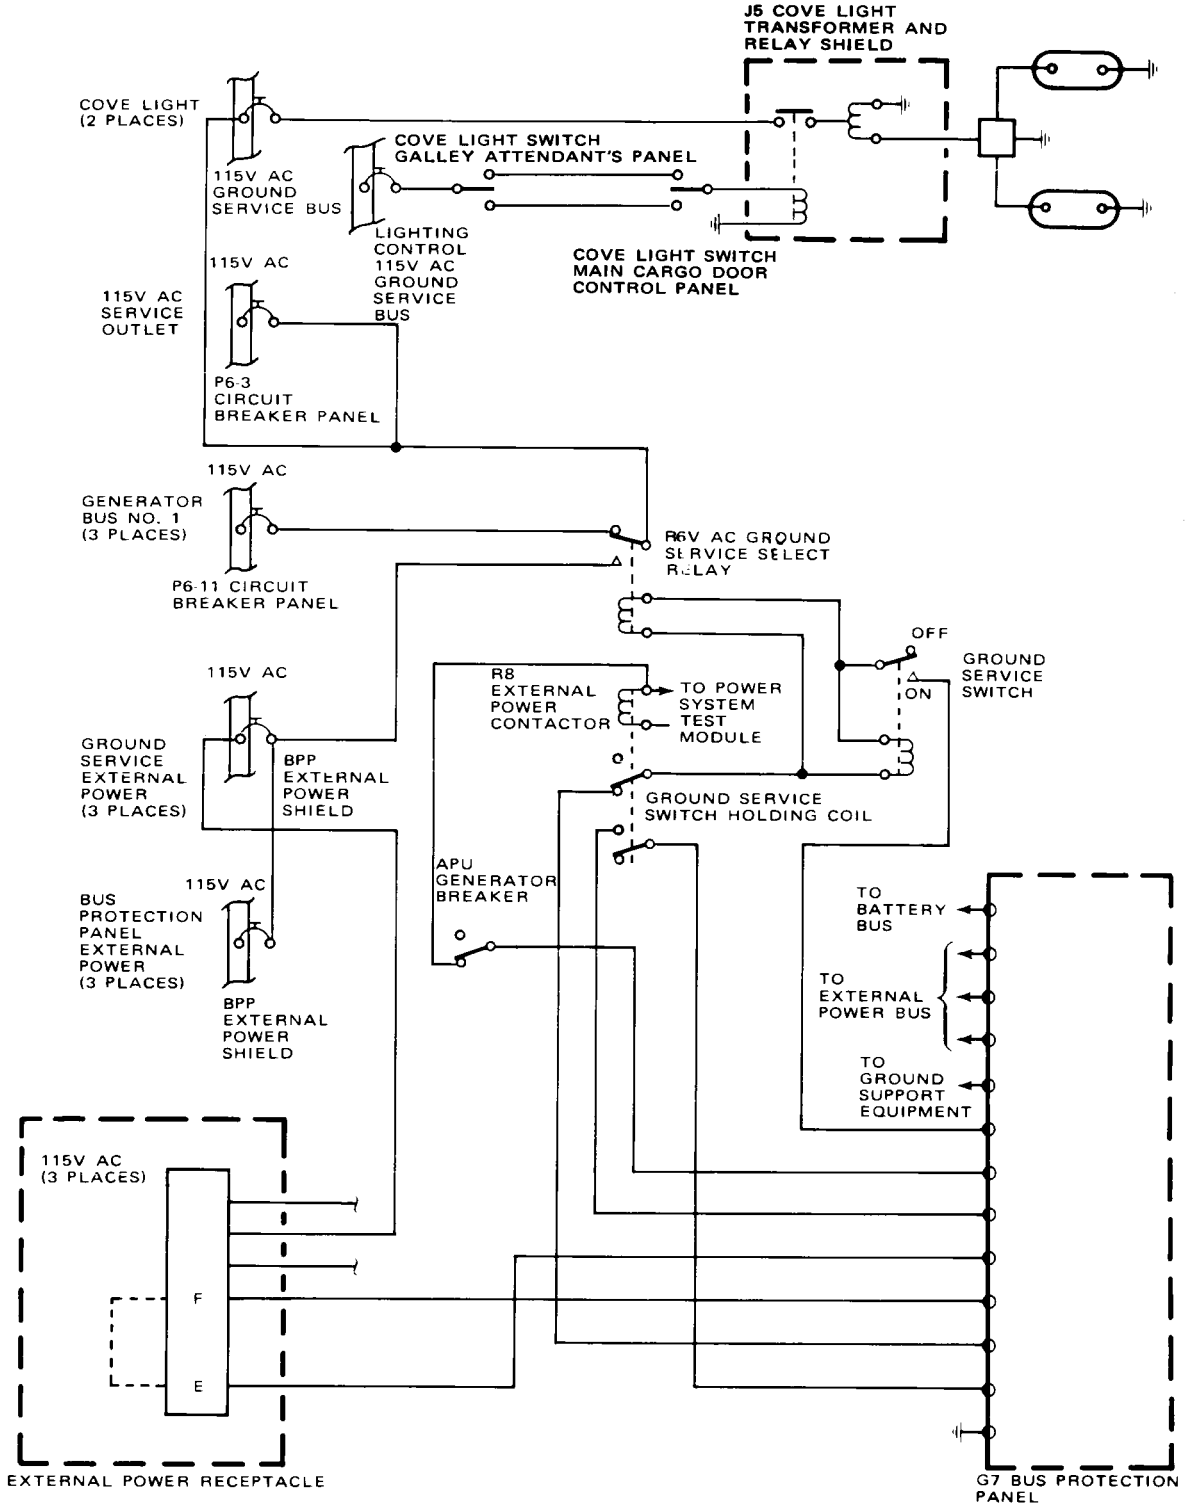 J5 COVE LIGHT
TRANSFORMER AND
RELAY SHIELD
COVE LIGHT
(2 PLACES)
115V AC
GROUND
SERVICE BUS
COVE LIGHT SWITCH
GALLEY ATTENDANT'S PANEL
LIGHTING
CONTROL
115V AC
GROUND
SERVICE
BUS
COVE LIGHT SWITCH
MAIN CARGO DOOR
CONTROL PANEL
115V AC
115V AC
SERVICE
OUTLET
P6-3
CIRCUIT
BREAKER PANEL
115V AC
GENERATOR
BUS NO. 1
(3 PLACES)
P6-11 CIRCUIT
BREAKER PANEL
R6V AC GROUND
SERVICE SELECT
RELAY
OFF
ON
GROUND
SERVICE
SWITCH
115V AC
GROUND
SERVICE
EXTERNAL
POWER
(3 PLACES)
BPP
EXTERNAL
POWER
SHIELD
R8
EXTERNAL
POWER
CONTACTOR
TO POWER
SYSTEM
TEST
MODULE
GROUND SERVICE
SWITCH HOLDING COIL
APU
GENERATOR
BREAKER
115V AC
BUS
PROTECTION
PANEL
EXTERNAL
POWER
(3 PLACES)
BPP
EXTERNAL
POWER
SHIELD
TO
BATTERY
BUS
TO
EXTERNAL
POWER BUS
TO
GROUND
SUPPORT
EQUIPMENT
115V AC
(3 PLACES)
F
E
EXTERNAL POWER RECEPTACLE
G7 BUS PROTECTION
PANEL